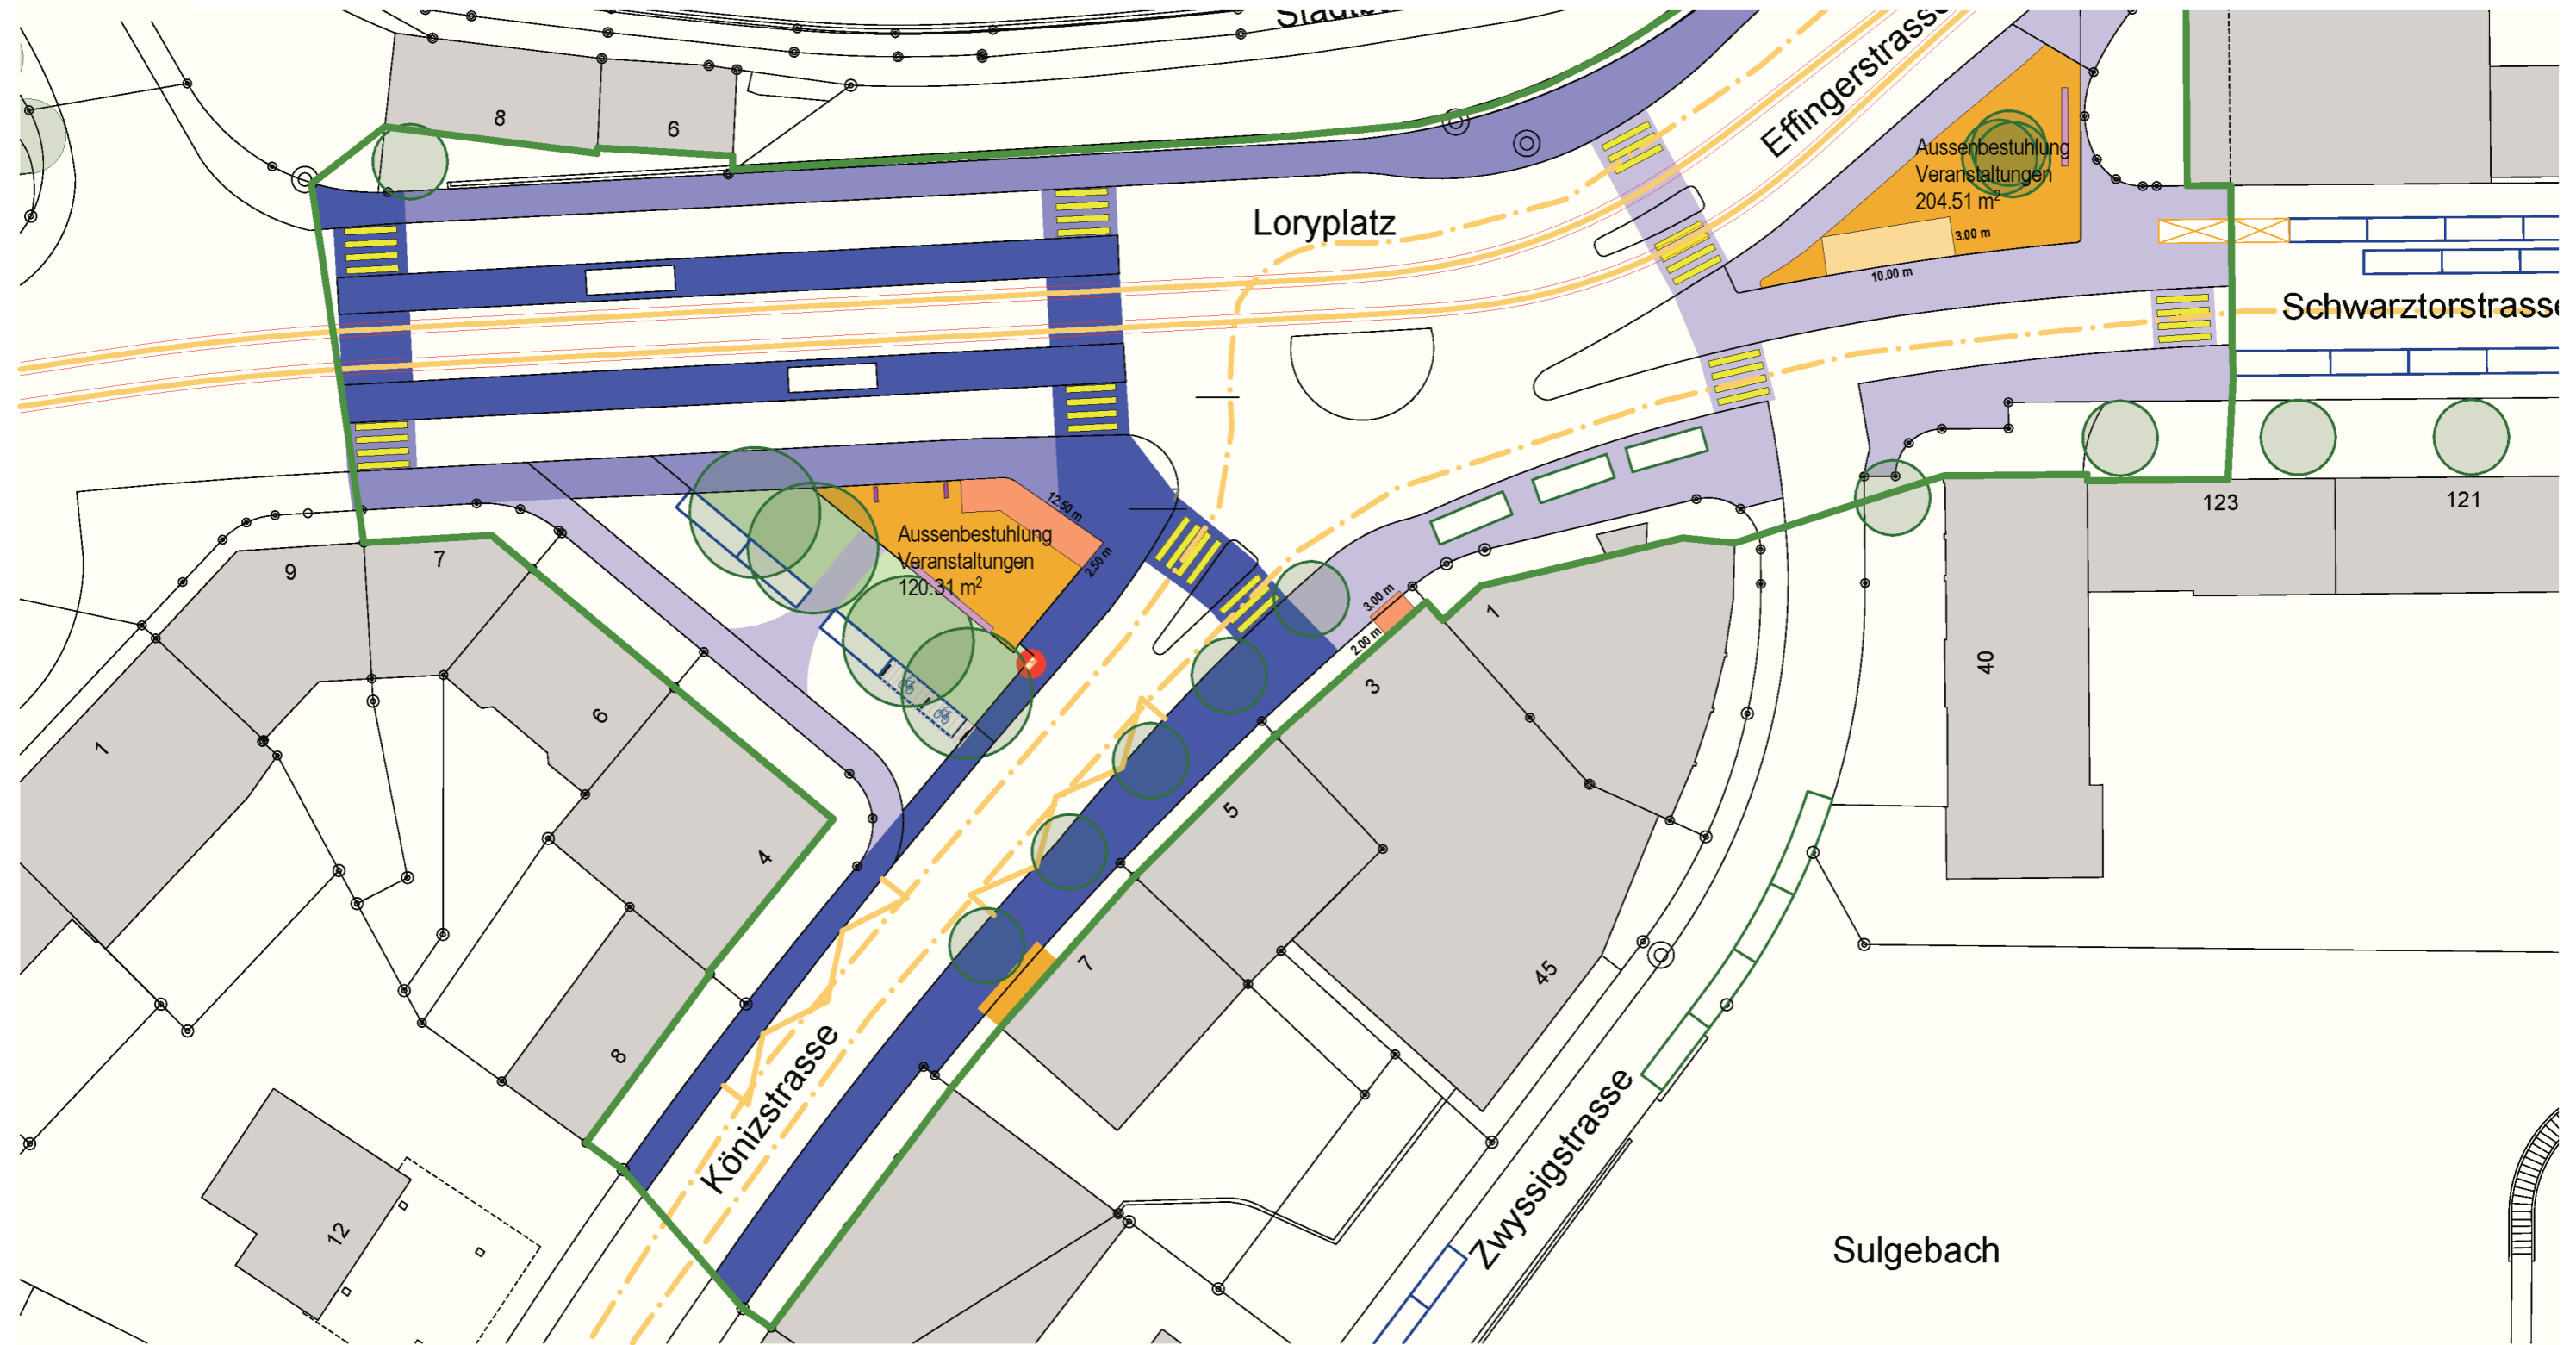 Effingerstrasse
8
6
Aussenbestuhlung
Veranstaltungen
204.51 m²
3.00 m
10.00 m
Loryplatz
Schwarztorstrasse
12.50 m
2.50 m
Aussenbestuhlung
Veranstaltungen
120.31 m²
123
121
9
7
3.00 m
2.00 m
1
3
40
6
1
5
4
7
45
8
Könizstrasse
Zwyssigstrasse
12
Sulgebach